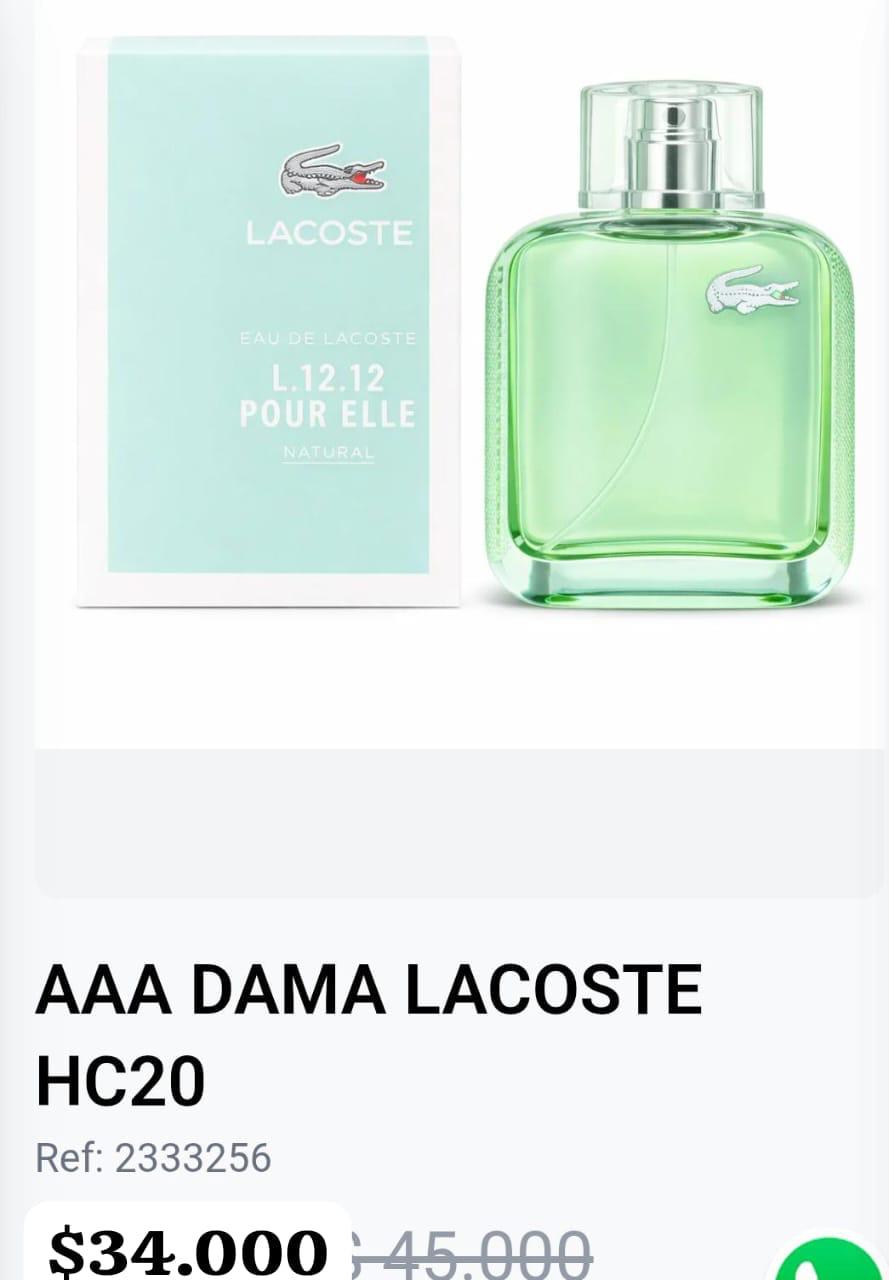 LACOSTE
EAU DE LACOSTE
L.12.12
POUR ELLE
NATURAL
AAA DAMA LACOSTE
HC20
Ref: 2333256
$34.000 $ 45.000